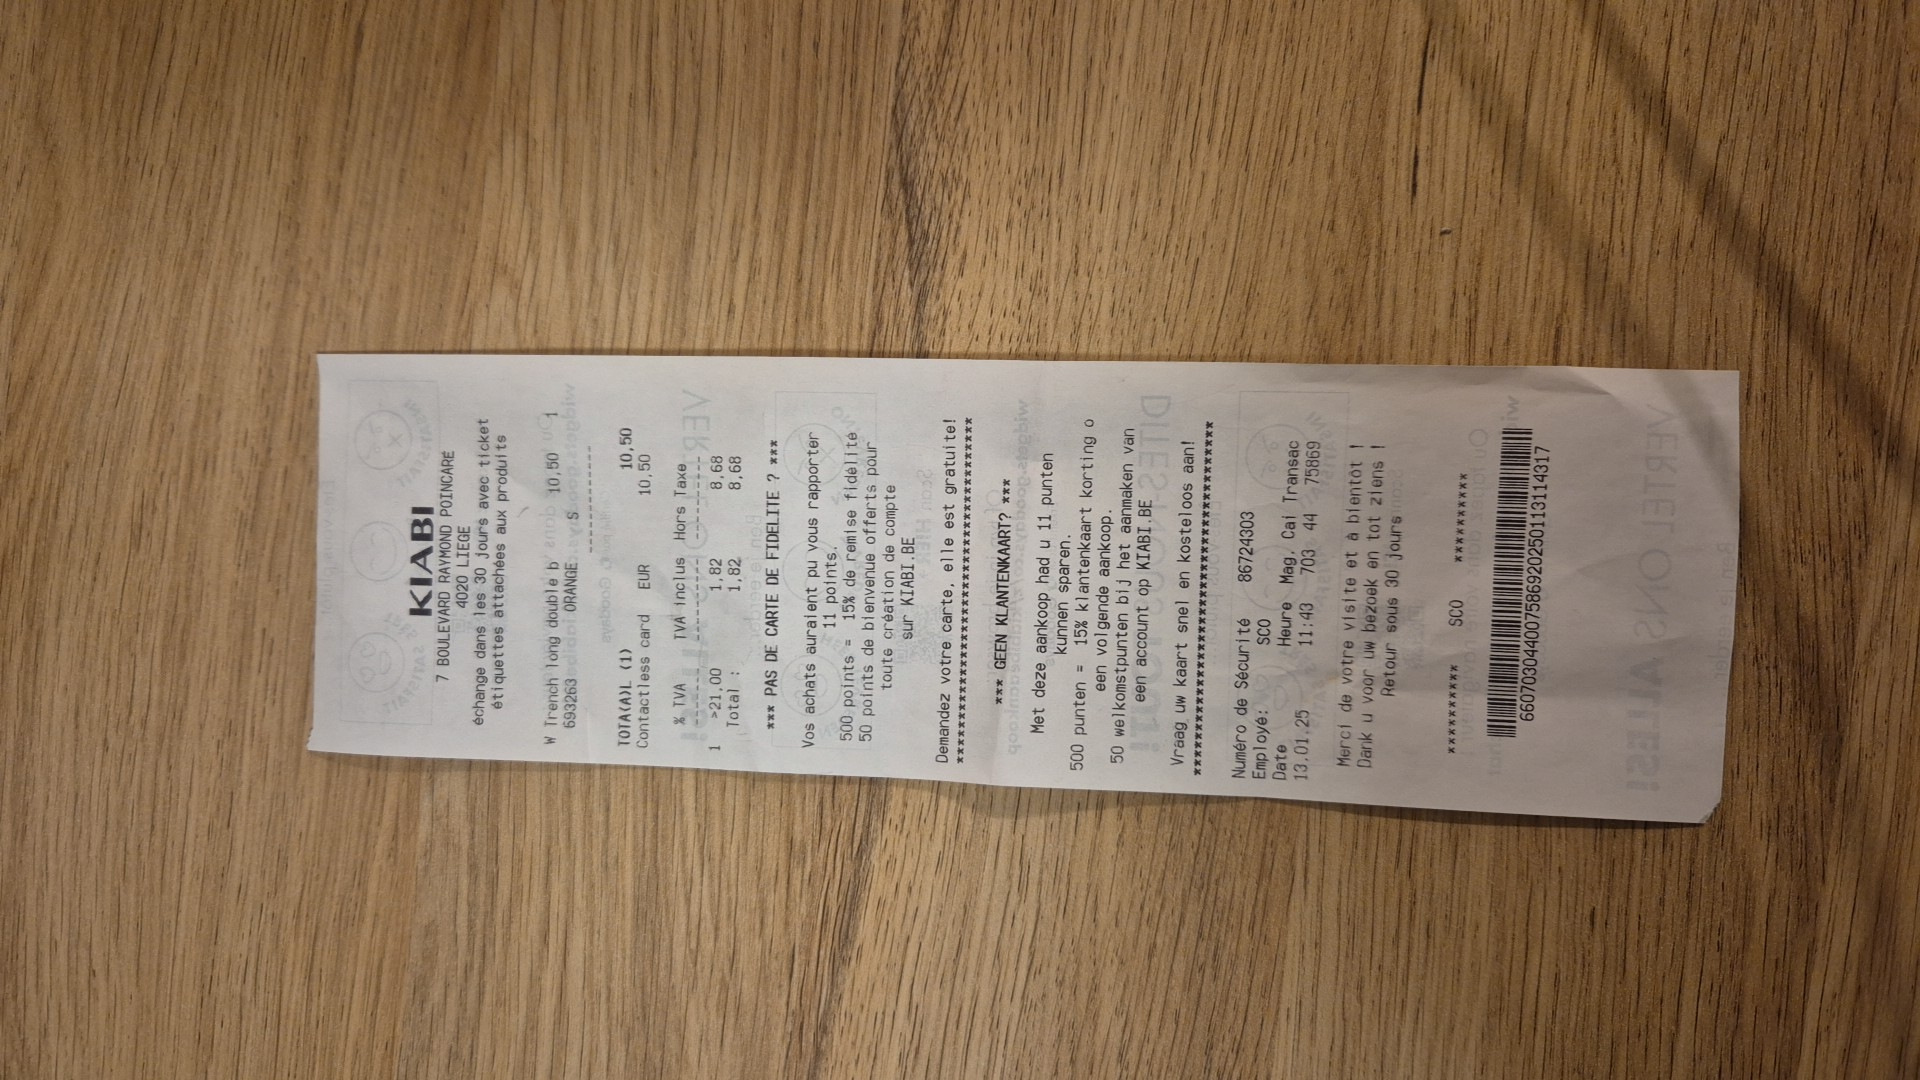 KIABI
7 BOULEVARD RAYMOND POINCARE
4020 LIEGE
échange dans les 30 jours avec ticket
étiquettes attachées aux produits
W Trench long double b 10,50 1
693263 ORANGE S
--------------
TOTA(A)L (1) 10,50
Contactless card EUR 10,50
% TVA TVA inclus Hors Taxe
1 >21,00 1,82 8,68
Total : 1,82 8,68
*** PAS DE CARTE DE FIDELITE ? ***
Vos achats auraient pu vous rapporter
11 points.
500 points = 15% de remise fidélité
50 points de bienvenue offerts pour
toute création de compte
sur KIABI.BE
Demandez votre carte, elle est gratuite!
****************************************
*** GEEN KLANTENKAART? ***
Met deze aankoop had u 11 punten
kunnen sparen.
500 punten = 15% klantenkaart korting o
een volgende aankoop.
50 welkomstpunten bij het aanmaken van
een account op KIABI.BE
Vraag uw kaart snel en kosteloos aan!
****************************************
Numéro de Sécurité 86724303
Employé: SCO
Date Heure Mag. Cai Transac
13.01.25 11:43 703 44 75869
Merci de votre visite et à bientôt !
Dank u voor uw bezoek en tot ziens !
Retour sous 30 jours
********** SCO **********
6607030440075869202501131143​17